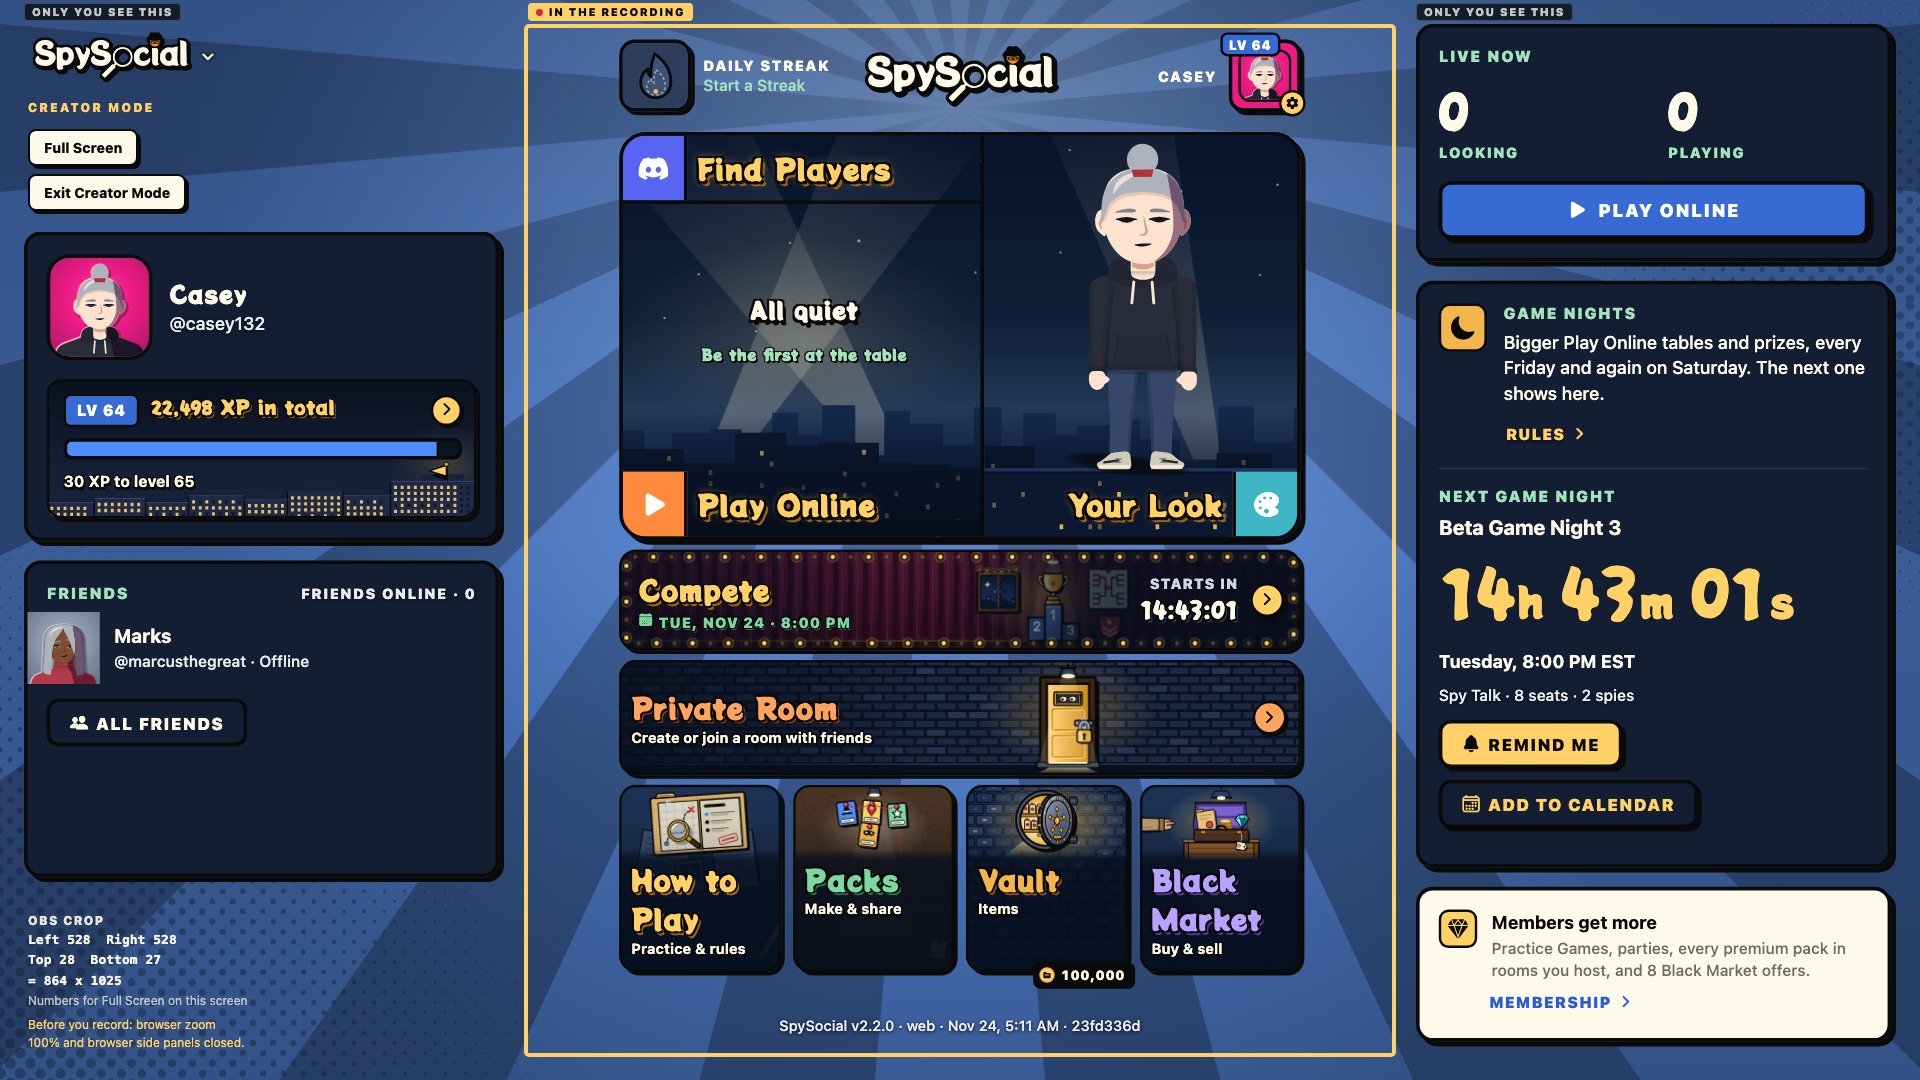 ONLY YOU SEE THIS
SpySocial
CREATOR MODE
Full Screen
Exit Creator Mode
Casey
@casey132
LV 64
22,498 XP in total
30 XP to level 65
FRIENDS
FRIENDS ONLINE · 0
Marks
@marcusthegreat · Offline
ALL FRIENDS
OBS CROP
Left 528 Right 528
Top 28 Bottom 27
= 864 x 1025
Numbers for Full Screen on this screen
Before you record: browser zoom
100% and browser side panels closed.
IN THE RECORDING
DAILY STREAK
Start a Streak
SpySocial
CASEY
LV 64
Find Players
All quiet
Be the first at the table
Play Online
Your Look
Compete
TUE, NOV 24 · 8:00 PM
2
1
3
STARTS IN
14:43:01
Private Room
Create or join a room with friends
How to
Play
Practice & rules
Packs
Make & share
Vault
Items
100,000
Black
Market
Buy & sell
SpySocial v2.2.0 · web · Nov 24, 5:11 AM · 23fd336d
ONLY YOU SEE THIS
LIVE NOW
0
LOOKING
0
PLAYING
PLAY ONLINE
GAME NIGHTS
Bigger Play Online tables and prizes, every
Friday and again on Saturday. The next one
shows here.
RULES
NEXT GAME NIGHT
Beta Game Night 3
14h 43m 01s
Tuesday, 8:00 PM EST
Spy Talk · 8 seats · 2 spies
REMIND ME
ADD TO CALENDAR
Members get more
Practice Games, parties, every premium pack in
rooms you host, and 8 Black Market offers.
MEMBERSHIP